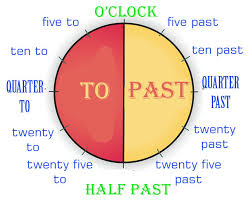 O'CLOCK
five to
five past
ten to
ten past
QUARTER
TO
TO
PAST
QUARTER
PAST
twenty
to
twenty
past
twenty five
to
twenty five
past
HALF PAST